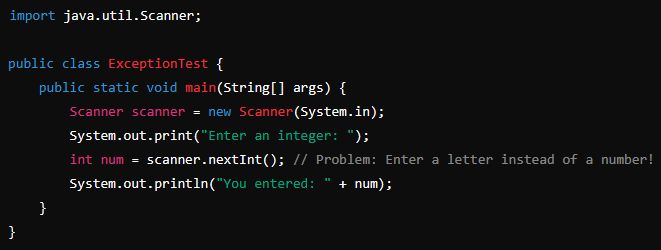 import java.util.Scanner;
public class ExceptionTest {
    public static void main(String[] args) {
        Scanner scanner = new Scanner(System.in);
        System.out.print("Enter an integer: ");
        int num = scanner.nextInt(); // Problem: Enter a letter instead of a number!
        System.out.println("You entered: " + num);
    }
}